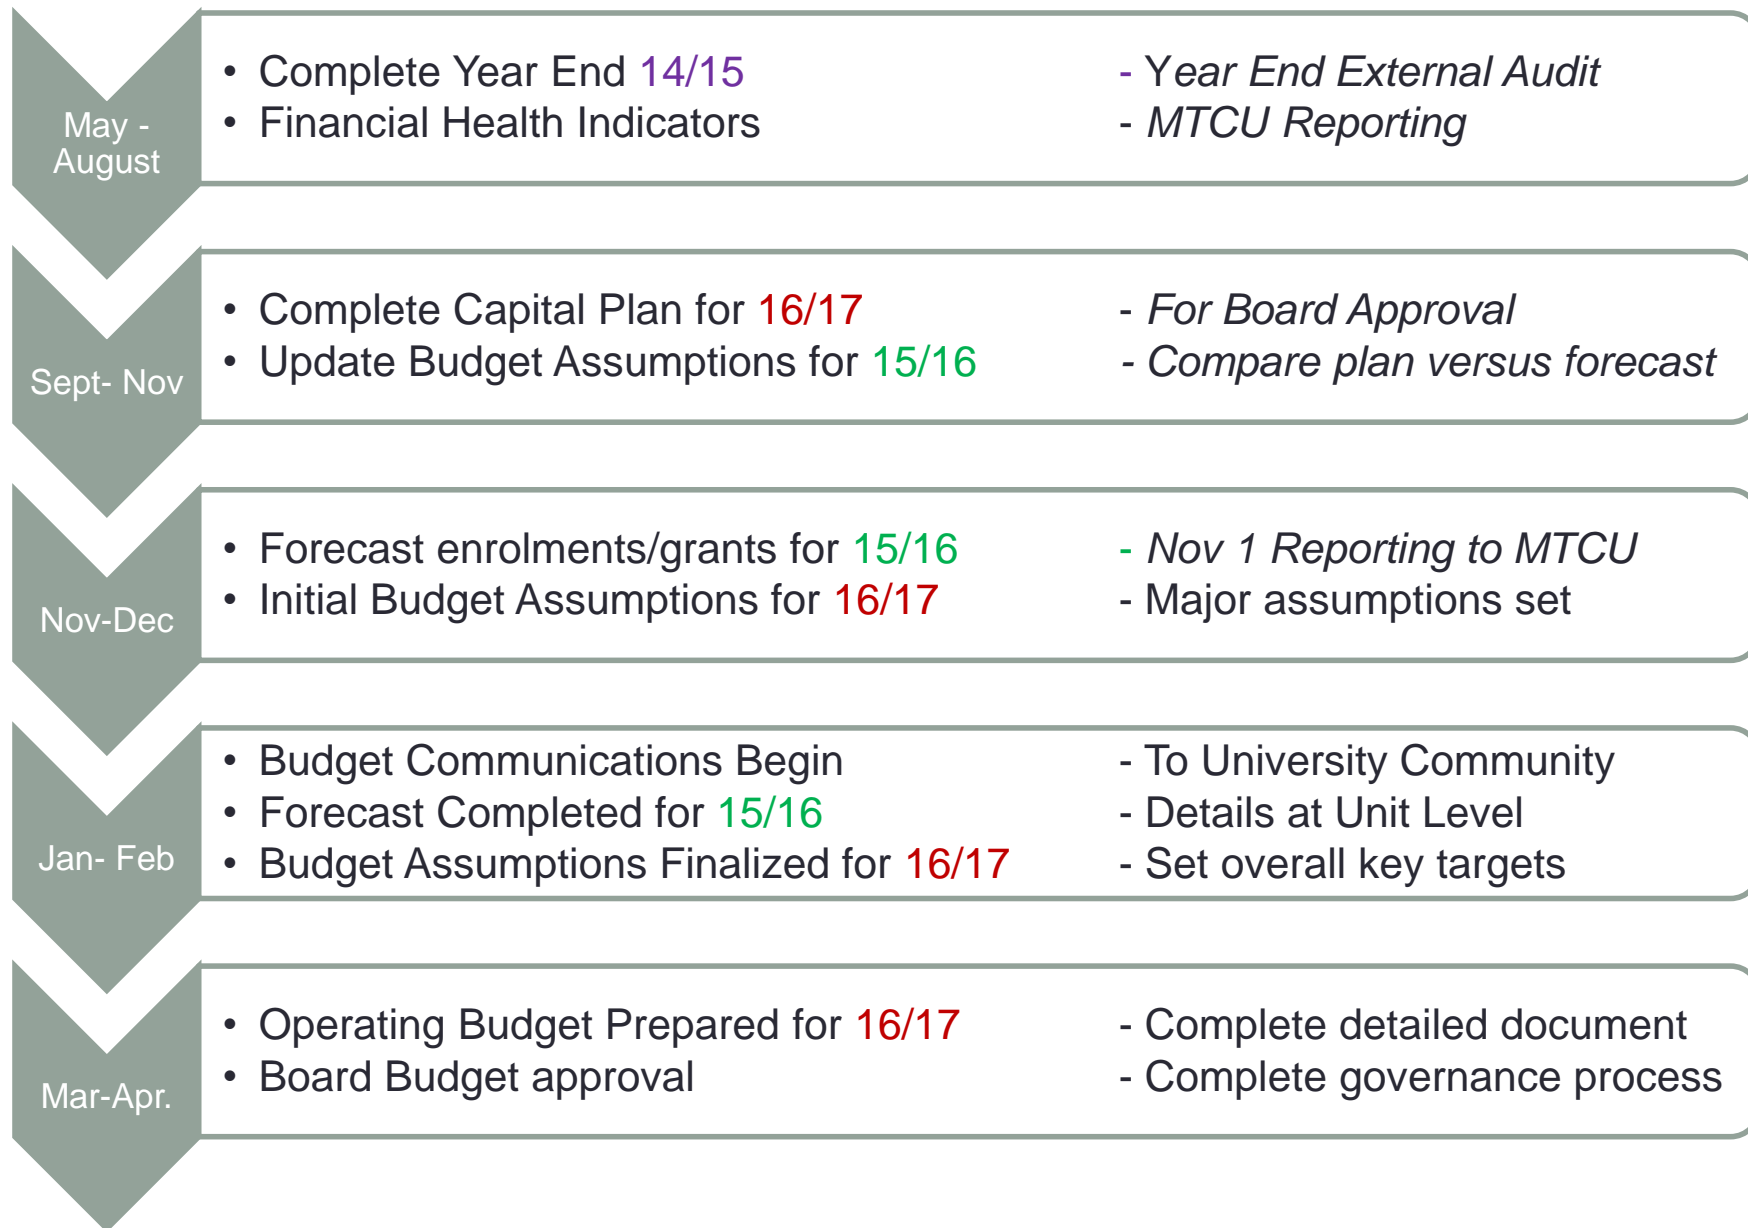 May -
August
• Complete Year End 14/15 - Year End External Audit
• Financial Health Indicators - MTCU Reporting
Sept- Nov
• Complete Capital Plan for 16/17 - For Board Approval
• Update Budget Assumptions for 15/16 - Compare plan versus forecast
Nov-Dec
• Forecast enrolments/grants for 15/16 - Nov 1 Reporting to MTCU
• Initial Budget Assumptions for 16/17 - Major assumptions set
Jan- Feb
• Budget Communications Begin - To University Community
• Forecast Completed for 15/16 - Details at Unit Level
• Budget Assumptions Finalized for 16/17 - Set overall key targets
Mar-Apr.
• Operating Budget Prepared for 16/17 - Complete detailed document
• Board Budget approval - Complete governance process